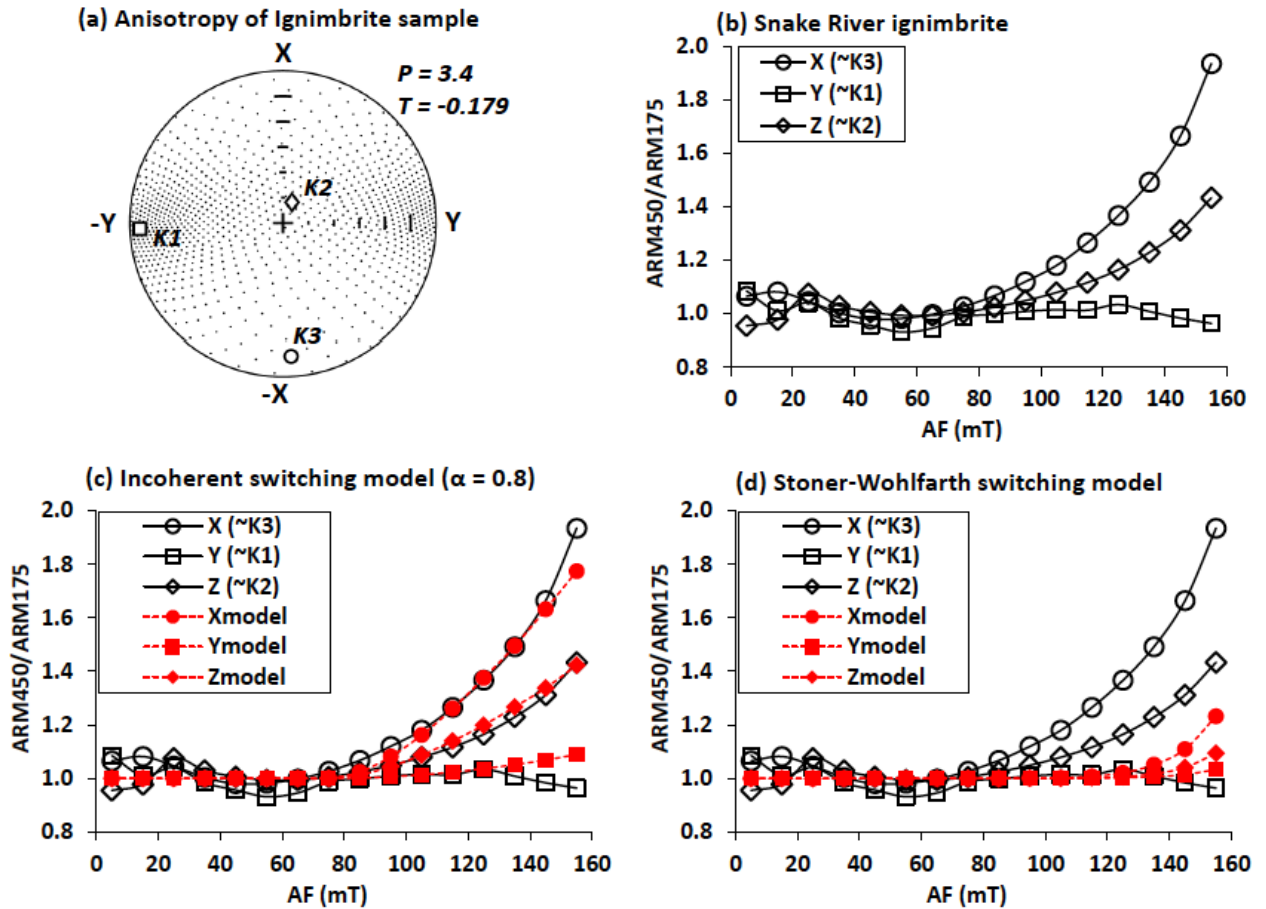 (a) Anisotropy of Ignimbrite sample
X
P = 3.4
T = -0.179
K2
-Y
Y
K1
K3
-X
(b) Snake River ignimbrite
2.0
1.8
1.6
1.4
1.2
1.0
0.8
ARM450/ARM175
X (~K3)
Y (~K1)
Z (~K2)
0 20 40 60 80 100 120 140 160
AF (mT)
(c) Incoherent switching model (α = 0.8)
2.0
1.8
1.6
1.4
1.2
1.0
0.8
ARM450/ARM175
X (~K3)
Y (~K1)
Z (~K2)
Xmodel
Ymodel
Zmodel
0 20 40 60 80 100 120 140 160
AF (mT)
(d) Stoner-Wohlfarth switching model
2.0
1.8
1.6
1.4
1.2
1.0
0.8
ARM450/ARM175
X (~K3)
Y (~K1)
Z (~K2)
Xmodel
Ymodel
Zmodel
0 20 40 60 80 100 120 140 160
AF (mT)